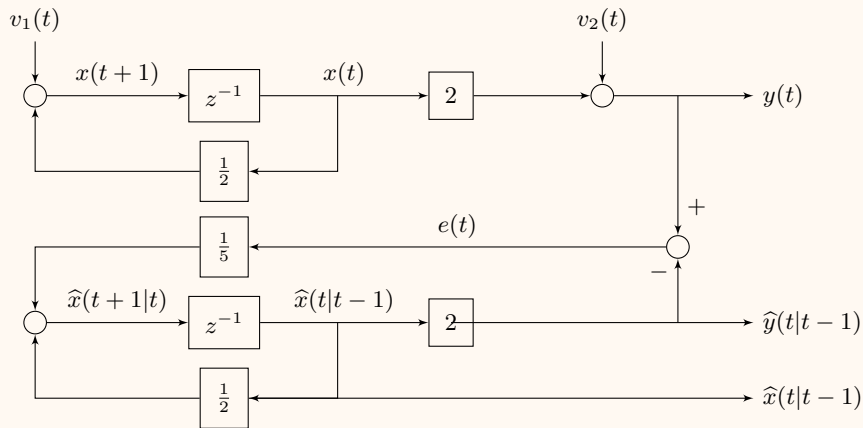 v₁(t)
v₂(t)
x(t + 1)
z⁻¹
x(t)
2
y(t)
1/2
+
e(t)
1/5
−
x̂(t+1|t)
z⁻¹
x̂(t|t−1)
2
ŷ(t|t−1)
1/2
x̂(t|t−1)